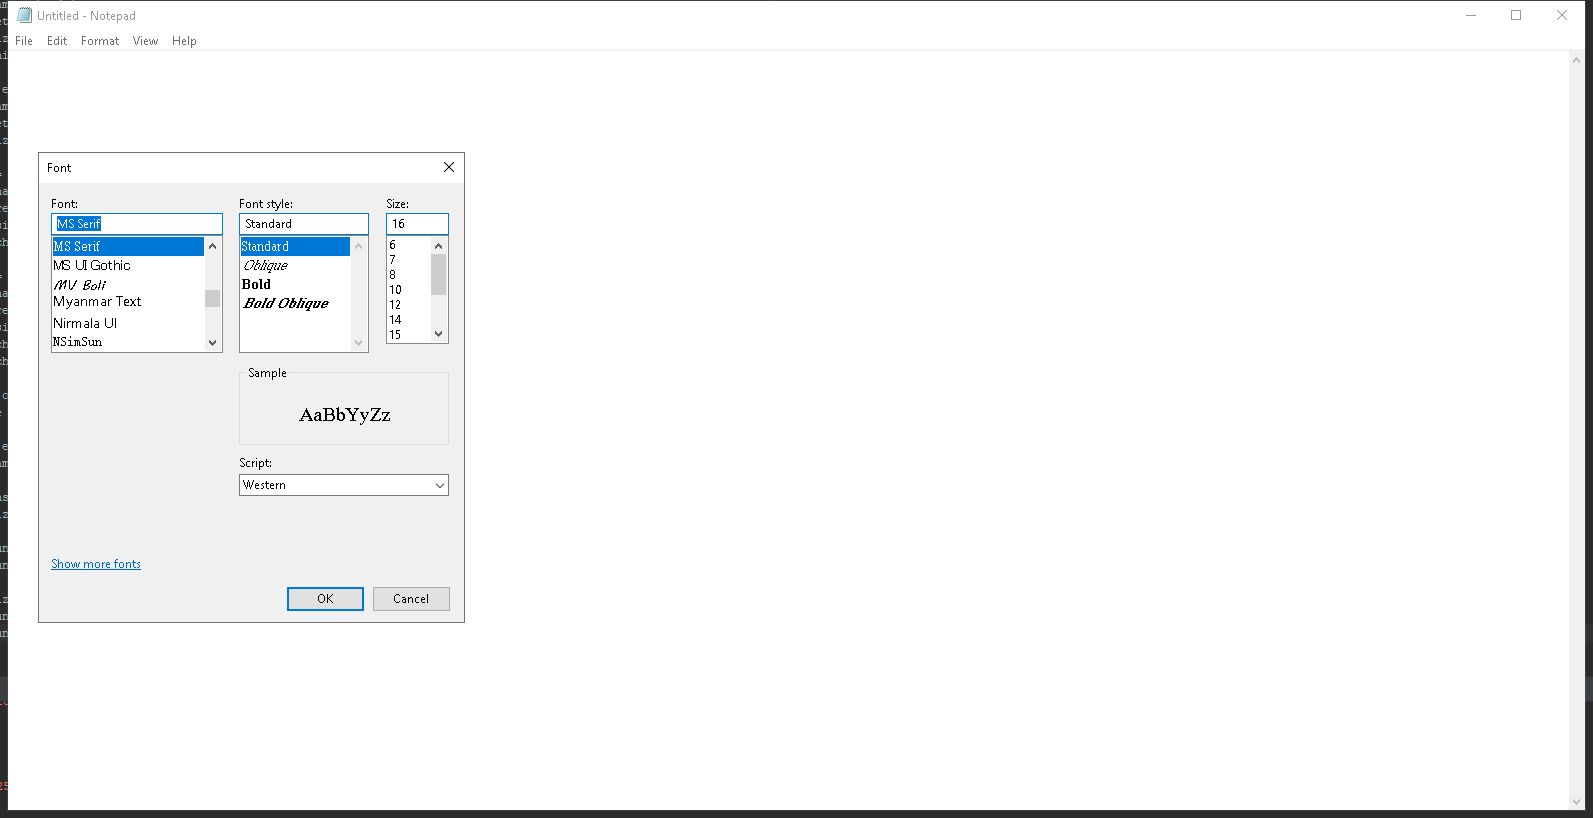 Untitled - Notepad
File Edit Format View Help
Font
Font: Font style: Size:
MS Serif Standard 16
MS Serif
MS UI Gothic
MV Boli
Myanmar Text
Nirmala UI
NSimSun
Standard
Oblique
Bold
Bold Oblique
6
7
8
10
12
14
15
Sample
AaBbYyZz
Script:
Western
Show more fonts
OK Cancel